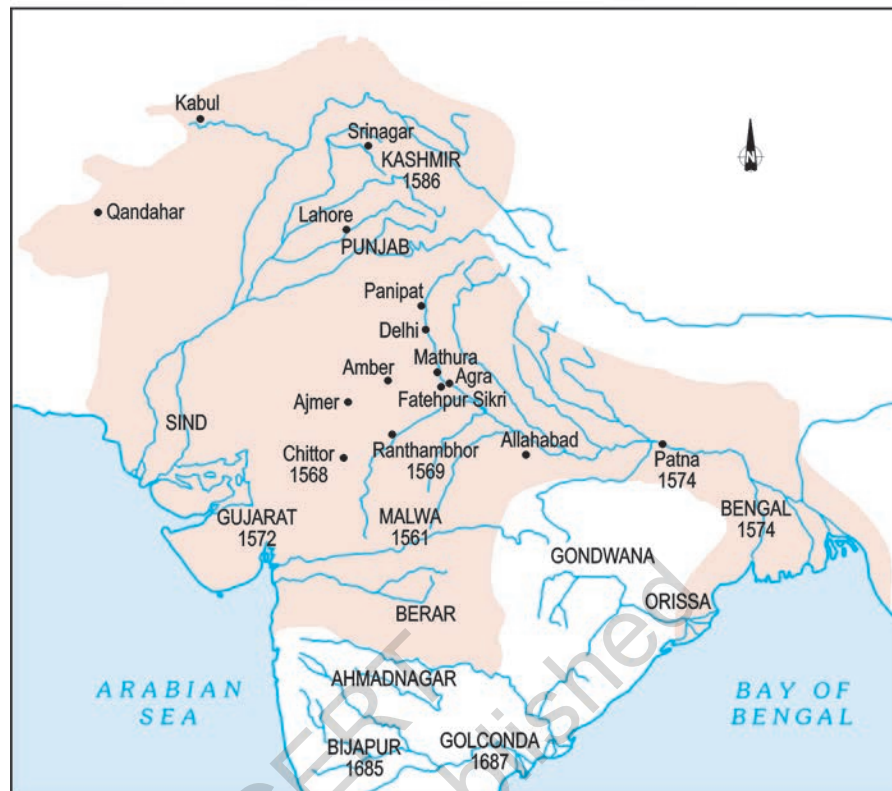 Kabul
Srinagar
KASHMIR
1586
Qandahar
Lahore
PUNJAB
Panipat
Delhi
Mathura
Amber
Agra
Ajmer
Fatehpur Sikri
SIND
Chittor
1568
Ranthambhor
1569
Allahabad
Patna
1574
GUJARAT
1572
MALWA
1561
BENGAL
1574
GONDWANA
BERAR
ORISSA
ARABIAN
SEA
AHMADNAGAR
BAY OF
BENGAL
BIJAPUR
1685
GOLCONDA
1687
N